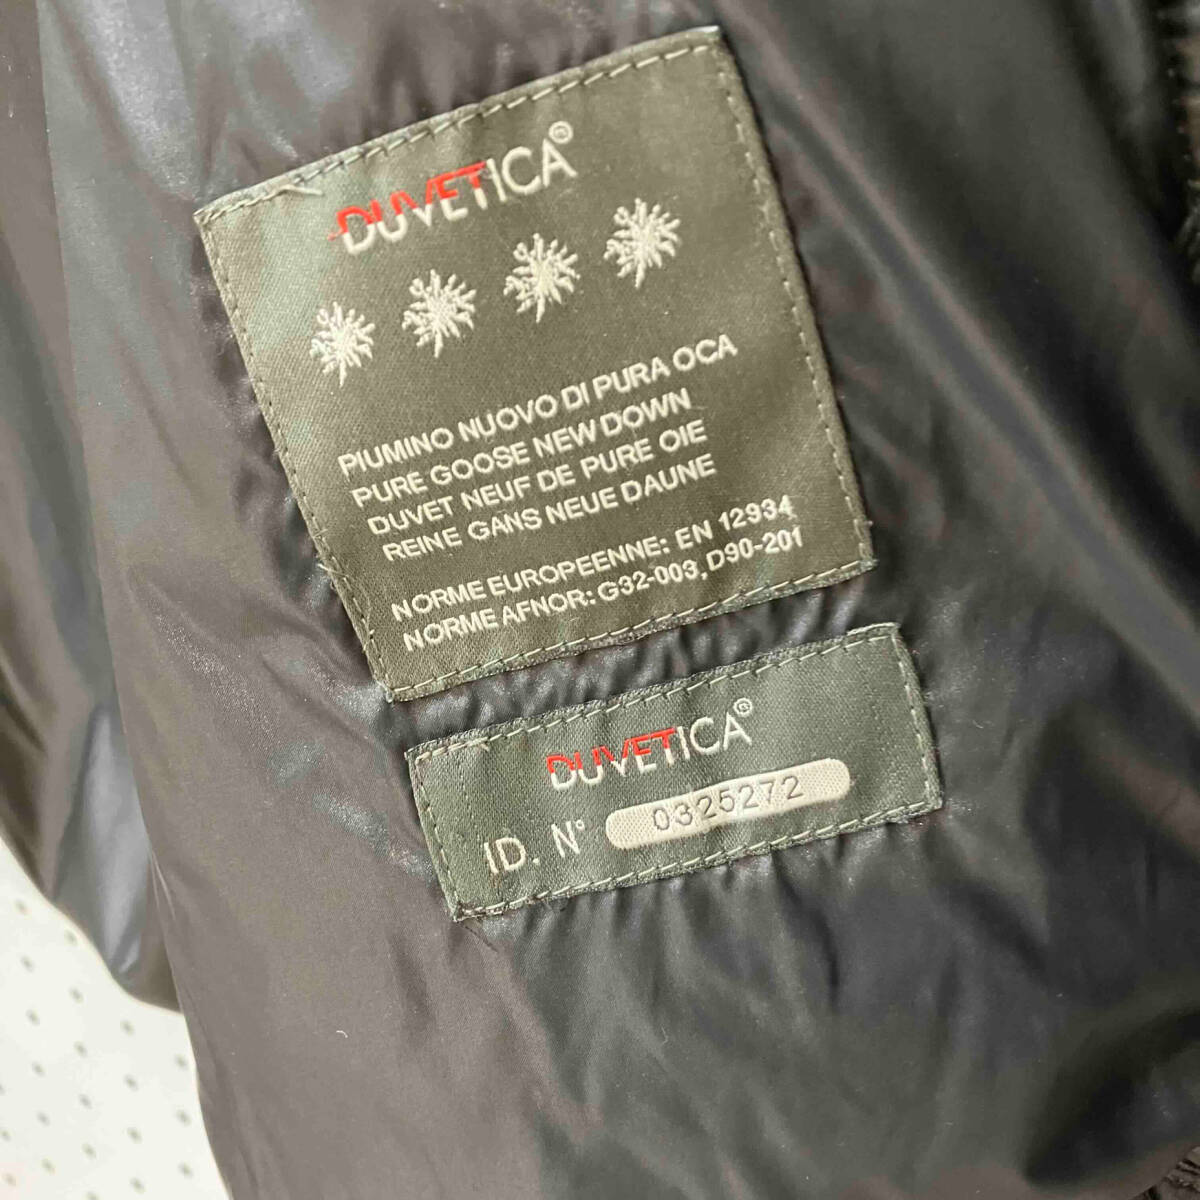 DUVETICA®
PIUMINO NUOVO DI PURA OCA
PURE GOOSE NEW DOWN
DUVET NEUF DE PURE OIE
REINE GANS NEUE DAUNE
NORME EUROPEENNE: EN 12934
NORME AFNOR: G32-003, D90-201
DUVETICA®
ID. N° 0325272